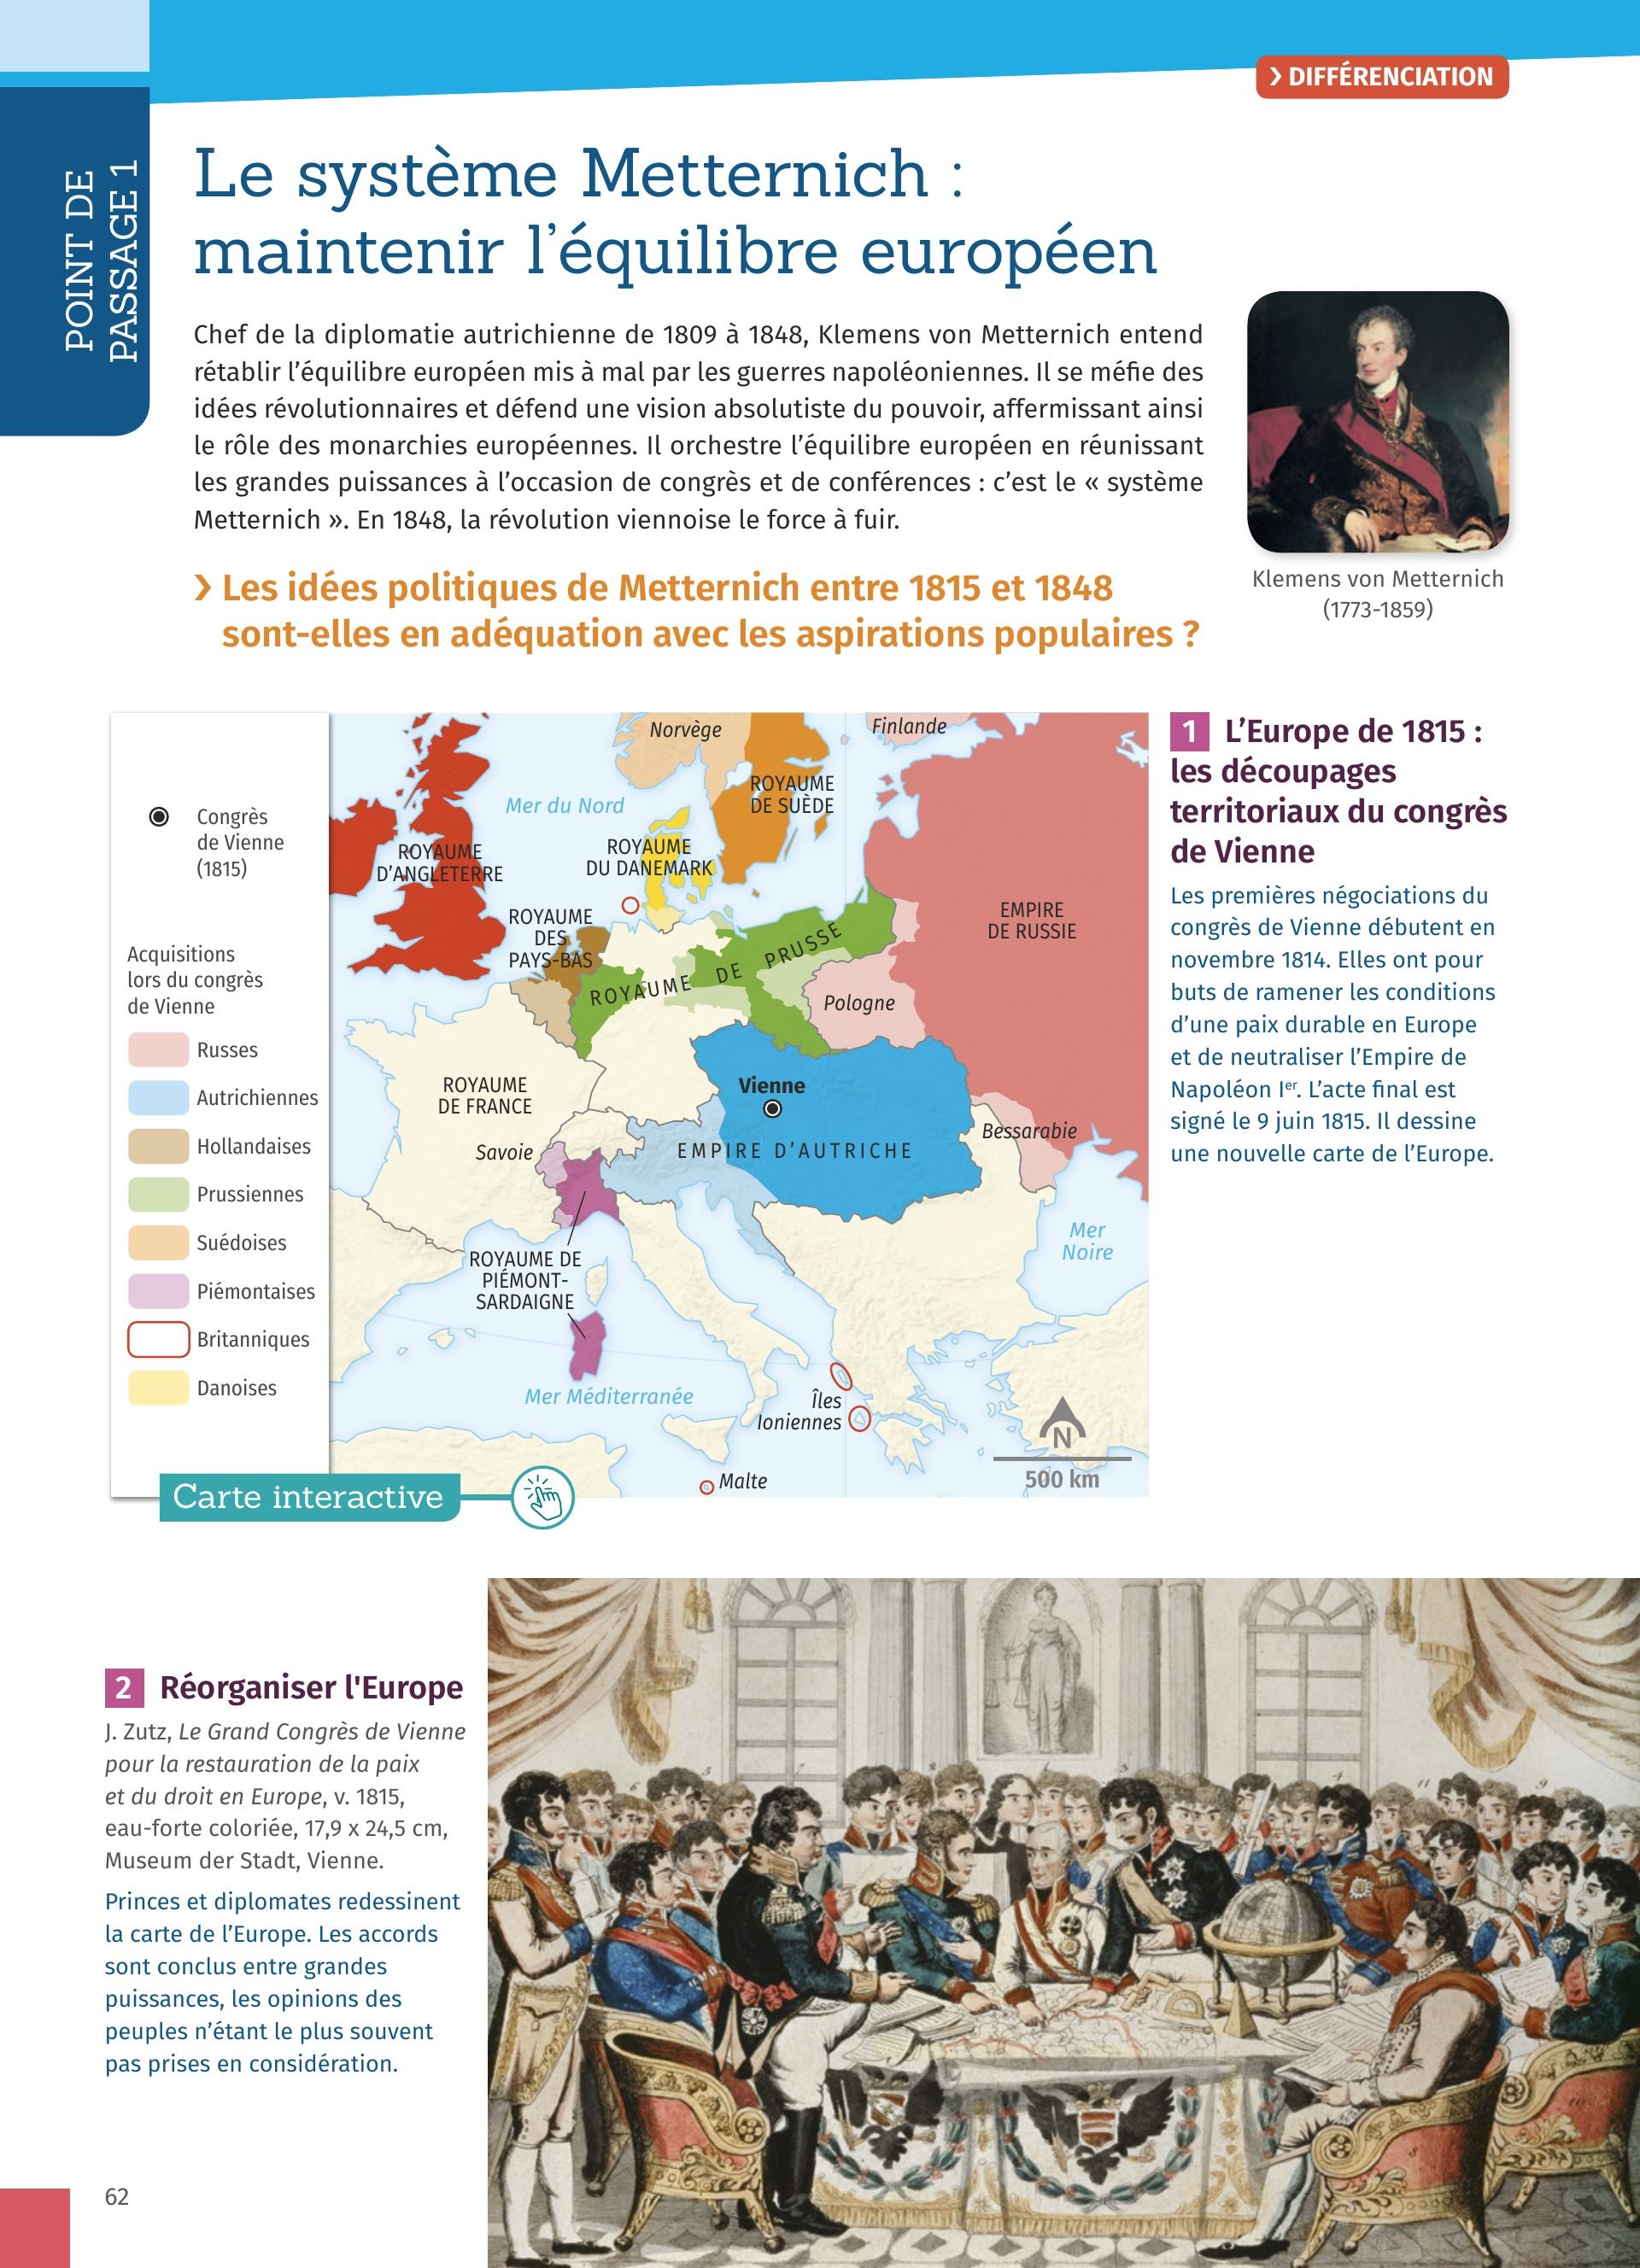 DIFFÉRENCIATION
POINT DE
PASSAGE 1
Le système Metternich :
maintenir l'équilibre européen
Chef de la diplomatie autrichienne de 1809 à 1848, Klemens von Metternich entend
rétablir l'équilibre européen mis à mal par les guerres napoléoniennes. Il se méfie des
idées révolutionnaires et défend une vision absolutiste du pouvoir, affermissant ainsi
le rôle des monarchies européennes. Il orchestre l'équilibre européen en réunissant
les grandes puissances à l'occasion de congrès et de conférences : c'est le « système
Metternich ». En 1848, la révolution viennoise le force à fuir.
Klemens von Metternich
(1773-1859)
Les idées politiques de Metternich entre 1815 et 1848
sont-elles en adéquation avec les aspirations populaires ?
Congrès
de Vienne
(1815)
Acquisitions
lors du congrès
de Vienne
Russes
Autrichiennes
Hollandaises
Prussiennes
Suédoises
Piémontaises
Britanniques
Danoises
Norvège
Finlande
ROYAUME
DE SUÈDE
Mer du Nord
ROYAUME
DU DANEMARK
ROYAUME
D'ANGLETERRE
ROYAUME
DES
PAYS-BAS
ROYAUME DE PRUSSE
EMPIRE
DE RUSSIE
Pologne
ROYAUME
DE FRANCE
Vienne
Savoie
EMPIRE D'AUTRICHE
Bessarabie
Mer
Noire
ROYAUME DE
PIÉMONT-
SARDAIGNE
Mer Méditerranée
Îles
Ioniennes
Malte
N
500 km
Carte interactive
1 L'Europe de 1815 :
les découpages
territoriaux du congrès
de Vienne
Les premières négociations du
congrès de Vienne débutent en
novembre 1814. Elles ont pour
buts de ramener les conditions
d'une paix durable en Europe
et de neutraliser l'Empire de
Napoléon Ier. L'acte final est
signé le 9 juin 1815. Il dessine
une nouvelle carte de l'Europe.
2 Réorganiser l'Europe
J. Zutz, Le Grand Congrès de Vienne
pour la restauration de la paix
et du droit en Europe, v. 1815,
eau-forte coloriée, 17,9 x 24,5 cm,
Museum der Stadt, Vienne.
Princes et diplomates redessinent
la carte de l'Europe. Les accords
sont conclus entre grandes
puissances, les opinions des
peuples n'étant le plus souvent
pas prises en considération.
62